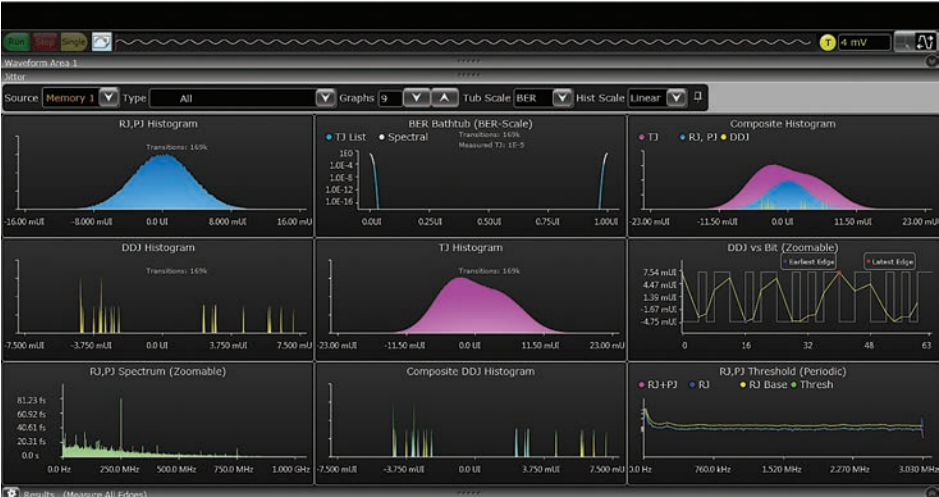 Run Stop Single T 4 mV
Waveform Area 1
Jitter
Source Memory 1 Type All Graphs 9 Tub Scale BER Hist Scale Linear
RJ,PJ Histogram
Transitions: 169k
-16.00 mUI -8.000 mUI 0.0 UI 8.000 mUI 16.00 mU
BER Bathtub (BER-Scale)
TJ List Spectral Transitions: 169k
Measured TJ: 1E-5
1E0
1.0E-4
1.0E-8
1.0E-12
1.0E-16
0.0UI 0.25UI 0.50UI 0.75UI 1.00UI
Composite Histogram
TJ RJ, PJ DDJ
-23.00 mUI -11.50 mUI 0.0 UI 11.50 mUI 23.00 mUI
DDJ Histogram
Transitions: 169k
-7.500 mUI -3.750 mUI 0.0 UI 3.750 mUI 7.500 mUI
TJ Histogram
Transitions: 169k
-23.00 mUI -11.50 mUI 0.0 UI 11.50 mUI 23.00 mUI
DDJ vs Bit (Zoomable)
Earliest Edge Latest Edge
7.54 mUI
4.47 mUI
1.39 mUI
-1.67 mUI
-4.75 mUI
0 16 32 48 63
RJ,PJ Spectrum (Zoomable)
81.23 fs
60.92 fs
40.61 fs
20.31 fs
0.0 s
0.0 Hz 250.0 MHz 500.0 MHz 750.0 MHz 1.000 GHz
Composite DDJ Histogram
-7.500 mUI -3.750 mUI 0.0 UI 3.750 mUI 7.500 mUI
RJ,PJ Threshold (Periodic)
RJ+PJ RJ RJ Base Thresh
0.0 Hz 760.0 kHz 1.520 MHz 2.270 MHz 3.030 MHz
Results (Measure All Edges)